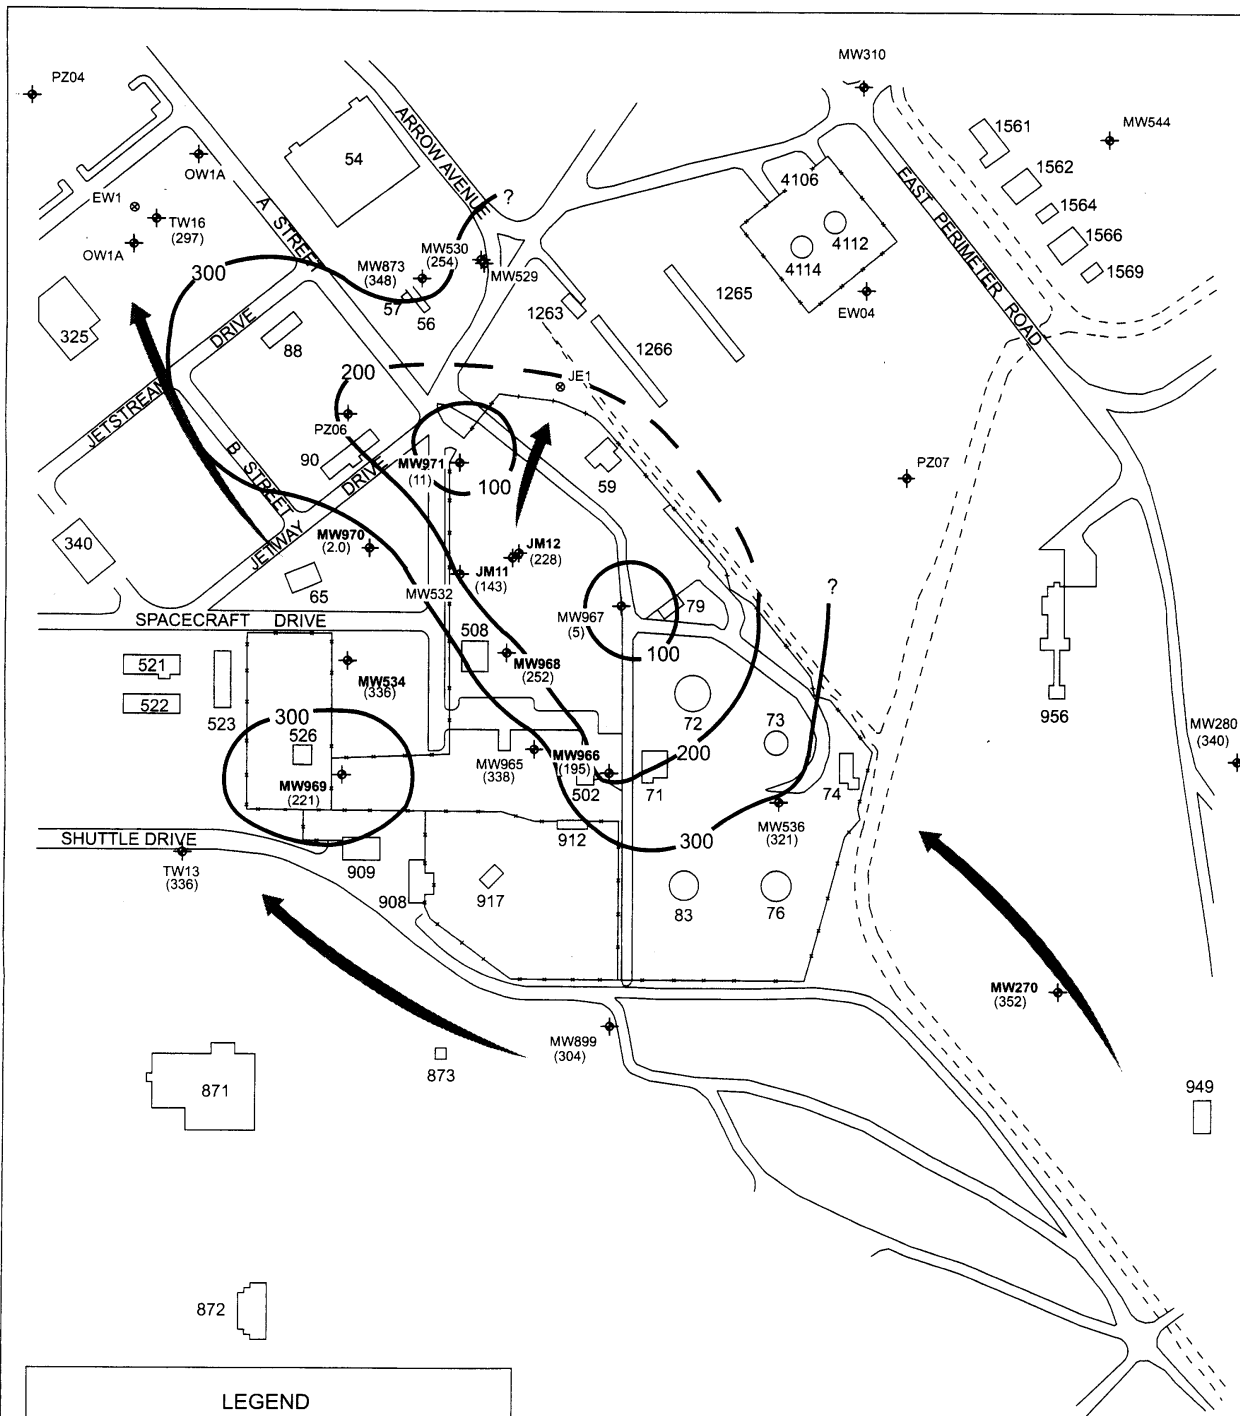 MW310
PZ04
ARROW AVENUE
1561
MW544
54
OW1A
4106
1562
EAST PERIMETER ROAD
EW1
?
1564
TW16
(297)
A STREET
4112
1566
OW1A
MW530
(254)
4114
MW873
(348)
MW529
1569
300
1265
57
56
1263
EW04
325
DRIVE
88
1266
200
JE1
JETSTREAM
PZ06
B STREET
90
DRIVE
MW971
(11)
59
PZ07
100
340
MW970
(2.0)
JM12
(228)
JETWAY
JM11
(143)
65
MW532
?
79
MW967
(5)
SPACECRAFT DRIVE
508
100
521
MW968
(252)
MW534
(336)
522
523
72
73
956
300
MW280
(340)
526
200
MW965
(338)
MW966
(195)
MW969
(221)
502
71
74
SHUTTLE DRIVE
912
300
MW536
(321)
TW13
(336)
909
908
917
83
76
MW270
(352)
MW899
(304)
873
871
949
872
LEGEND